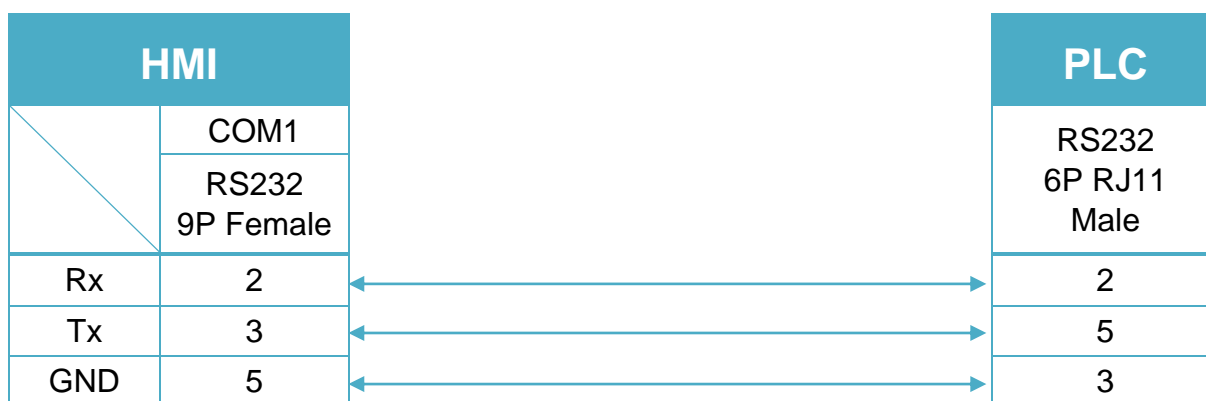 HMI
PLC
COM1
RS232
9P Female
RS232
6P RJ11
Male
Rx 2 2
Tx 3 5
GND 5 3